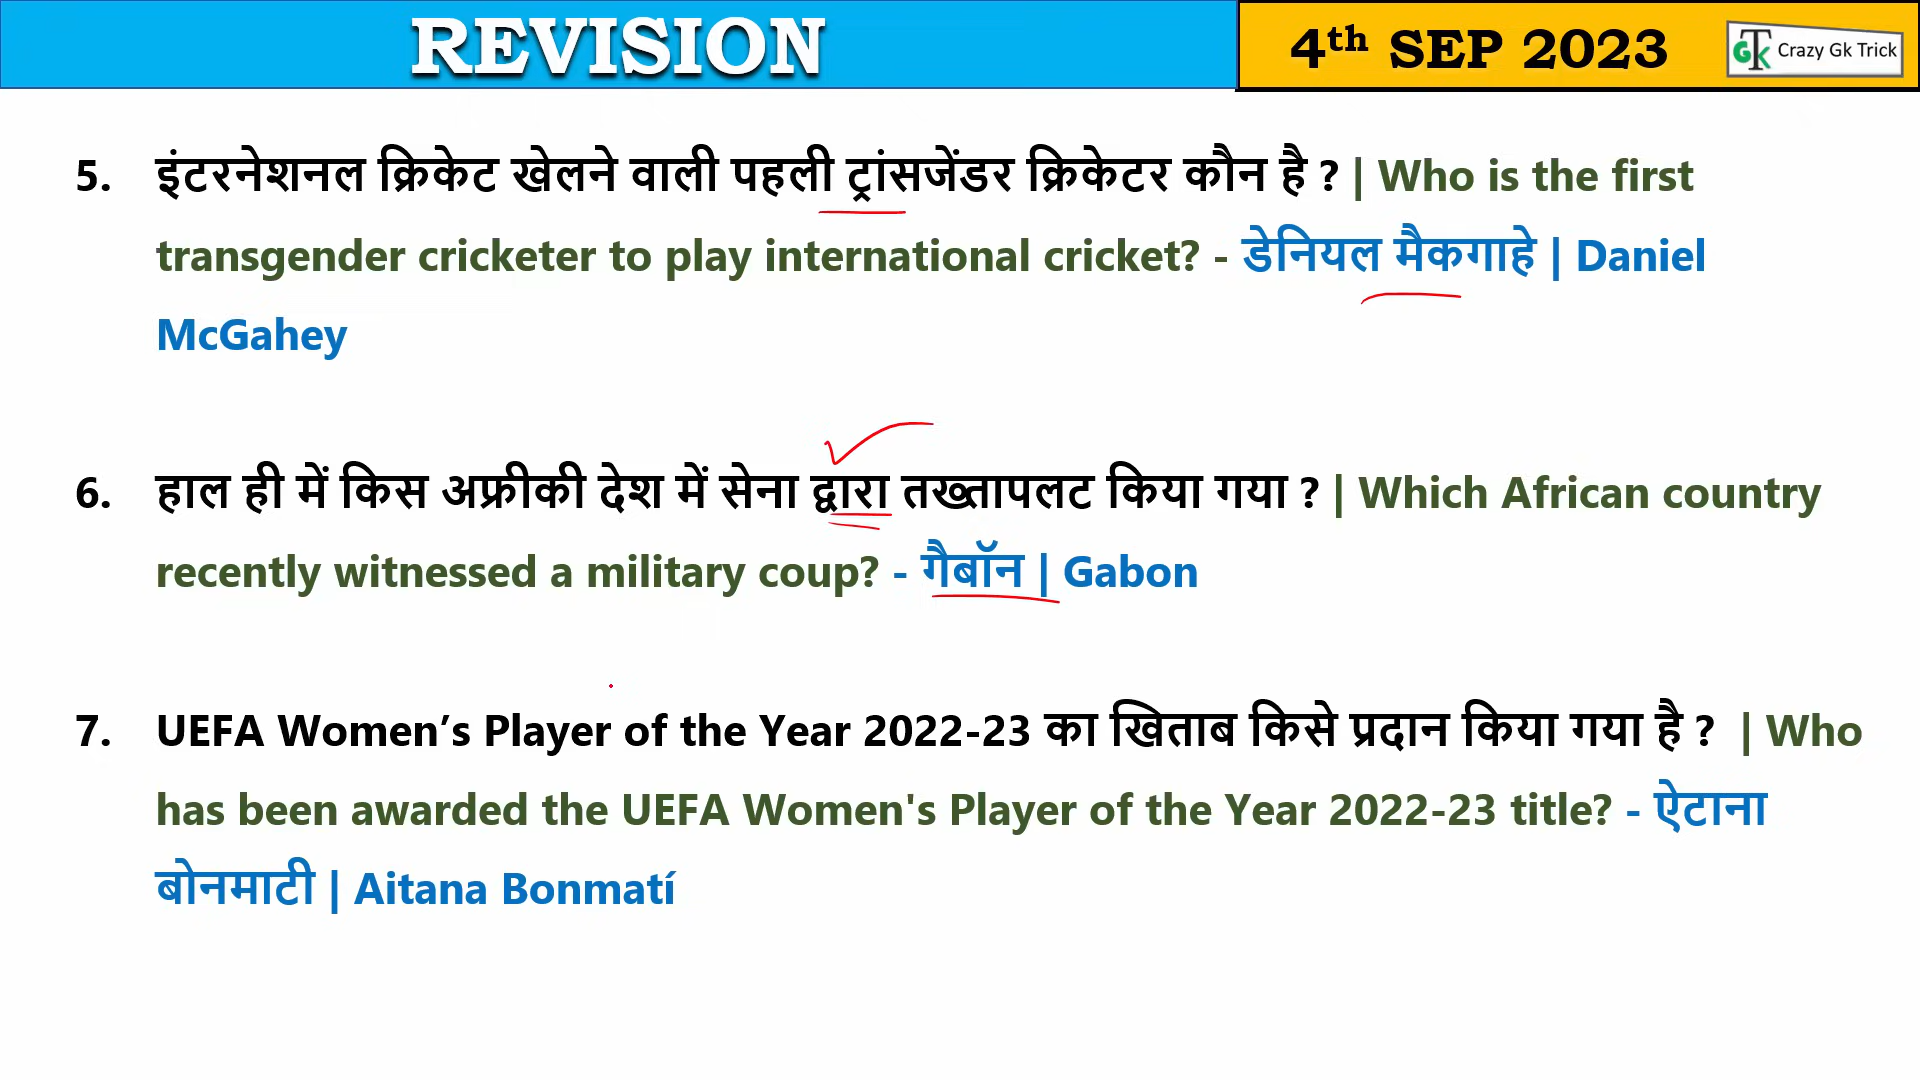 REVISION
4th SEP 2023
GTK Crazy Gk Trick
5. इंटरनेशनल क्रिकेट खेलने वाली पहली ट्रांसजेंडर क्रिकेटर कौन है ? | Who is the first
transgender cricketer to play international cricket? - डेनियल मैकगाहे | Daniel
McGahey
6. हाल ही में किस अफ्रीकी देश में सेना द्वारा तख्तापलट किया गया ? | Which African country
recently witnessed a military coup? - गैबॉन | Gabon
7. UEFA Women’s Player of the Year 2022-23 का खिताब किसे प्रदान किया गया है ? | Who
has been awarded the UEFA Women's Player of the Year 2022-23 title? - ऐटाना
बोनमाटी | Aitana Bonmatí